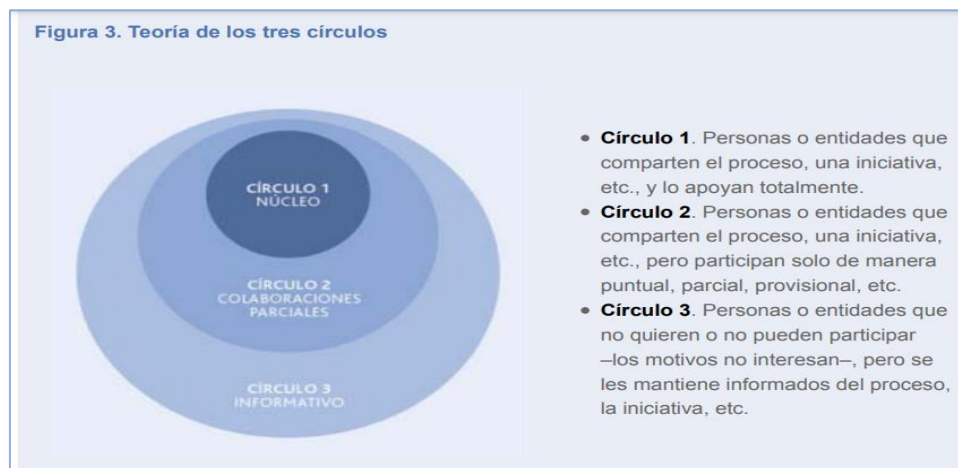 Figura 3. Teoría de los tres círculos
CÍRCULO 1
NÚCLEO
CÍRCULO 2
COLABORACIONES
PARCIALES
CÍRCULO 3
INFORMATIVO
• Círculo 1. Personas o entidades que
comparten el proceso, una iniciativa,
etc., y lo apoyan totalmente.
• Círculo 2. Personas o entidades que
comparten el proceso, una iniciativa,
etc., pero participan solo de manera
puntual, parcial, provisional, etc.
• Círculo 3. Personas o entidades que
no quieren o no pueden participar
–los motivos no interesan–, pero se
les mantiene informados del proceso,
la iniciativa, etc.